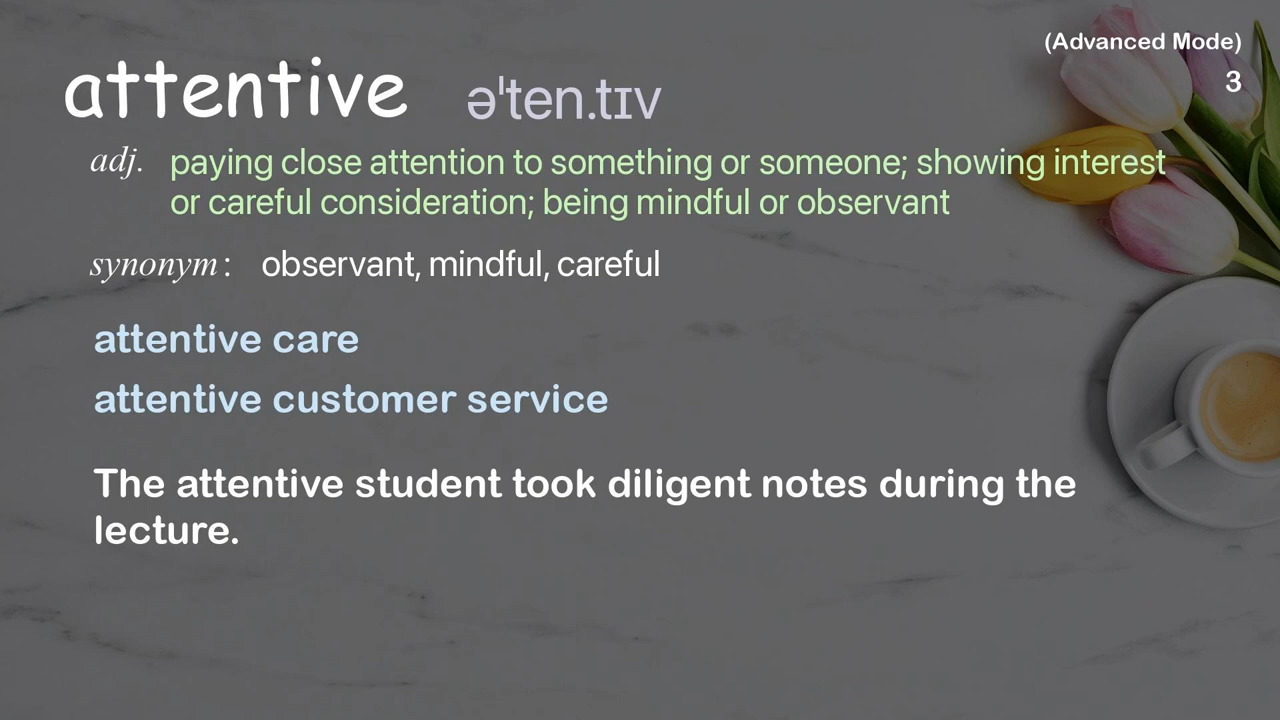 (Advanced Mode)
3
attentive əˈten.tɪv
adj. paying close attention to something or someone; showing interest
or careful consideration; being mindful or observant
synonym : observant, mindful, careful
attentive care
attentive customer service
The attentive student took diligent notes during the
lecture.